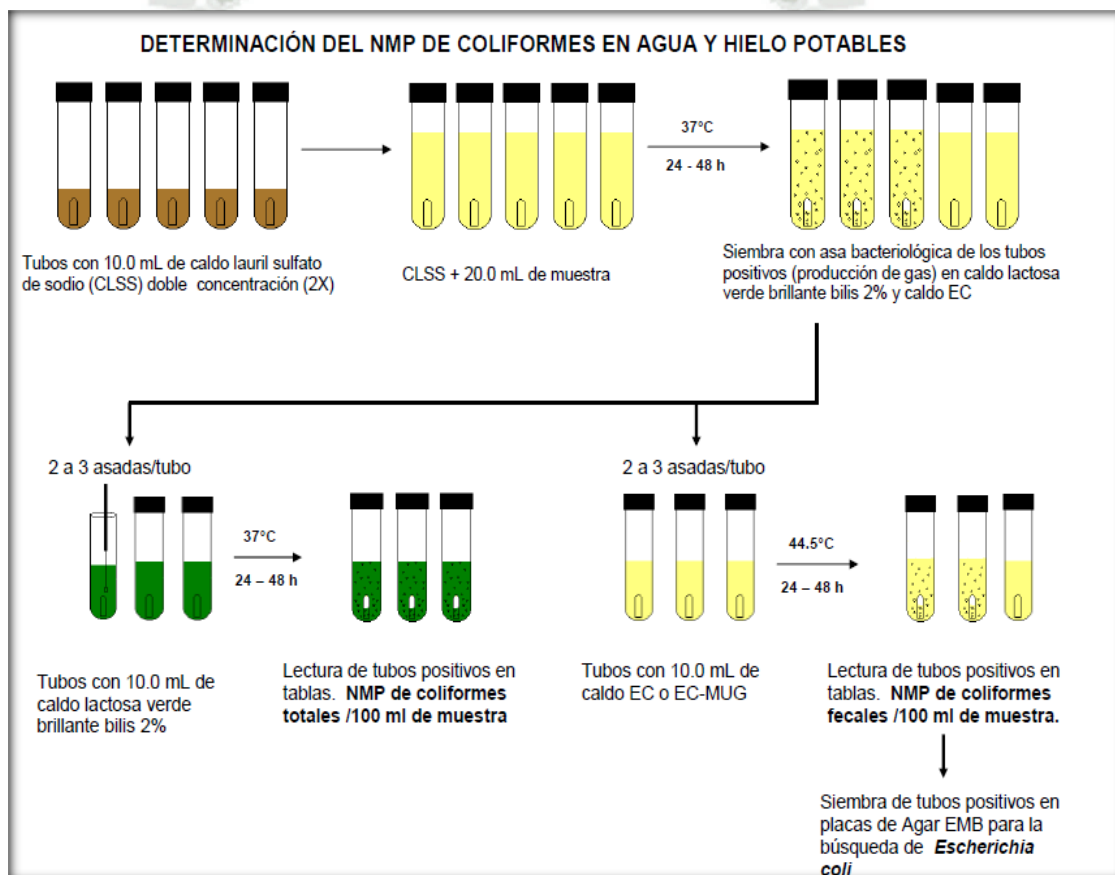 DETERMINACIÓN DEL NMP DE COLIFORMES EN AGUA Y HIELO POTABLES
37°C
24 - 48 h
Tubos con 10.0 mL de caldo lauril sulfato
de sodio (CLSS) doble concentración (2X)
CLSS + 20.0 mL de muestra
Siembra con asa bacteriológica de los tubos
positivos (producción de gas) en caldo lactosa
verde brillante bilis 2% y caldo EC
2 a 3 asadas/tubo
2 a 3 asadas/tubo
37°C
24 – 48 h
44.5°C
24 – 48 h
Tubos con 10.0 mL de
caldo lactosa verde
brillante bilis 2%
Lectura de tubos positivos en
tablas. NMP de coliformes
totales /100 ml de muestra
Tubos con 10.0 mL de
caldo EC o EC-MUG
Lectura de tubos positivos en
tablas. NMP de coliformes
fecales /100 ml de muestra.
Siembra de tubos positivos en
placas de Agar EMB para la
búsqueda de Escherichia
coli